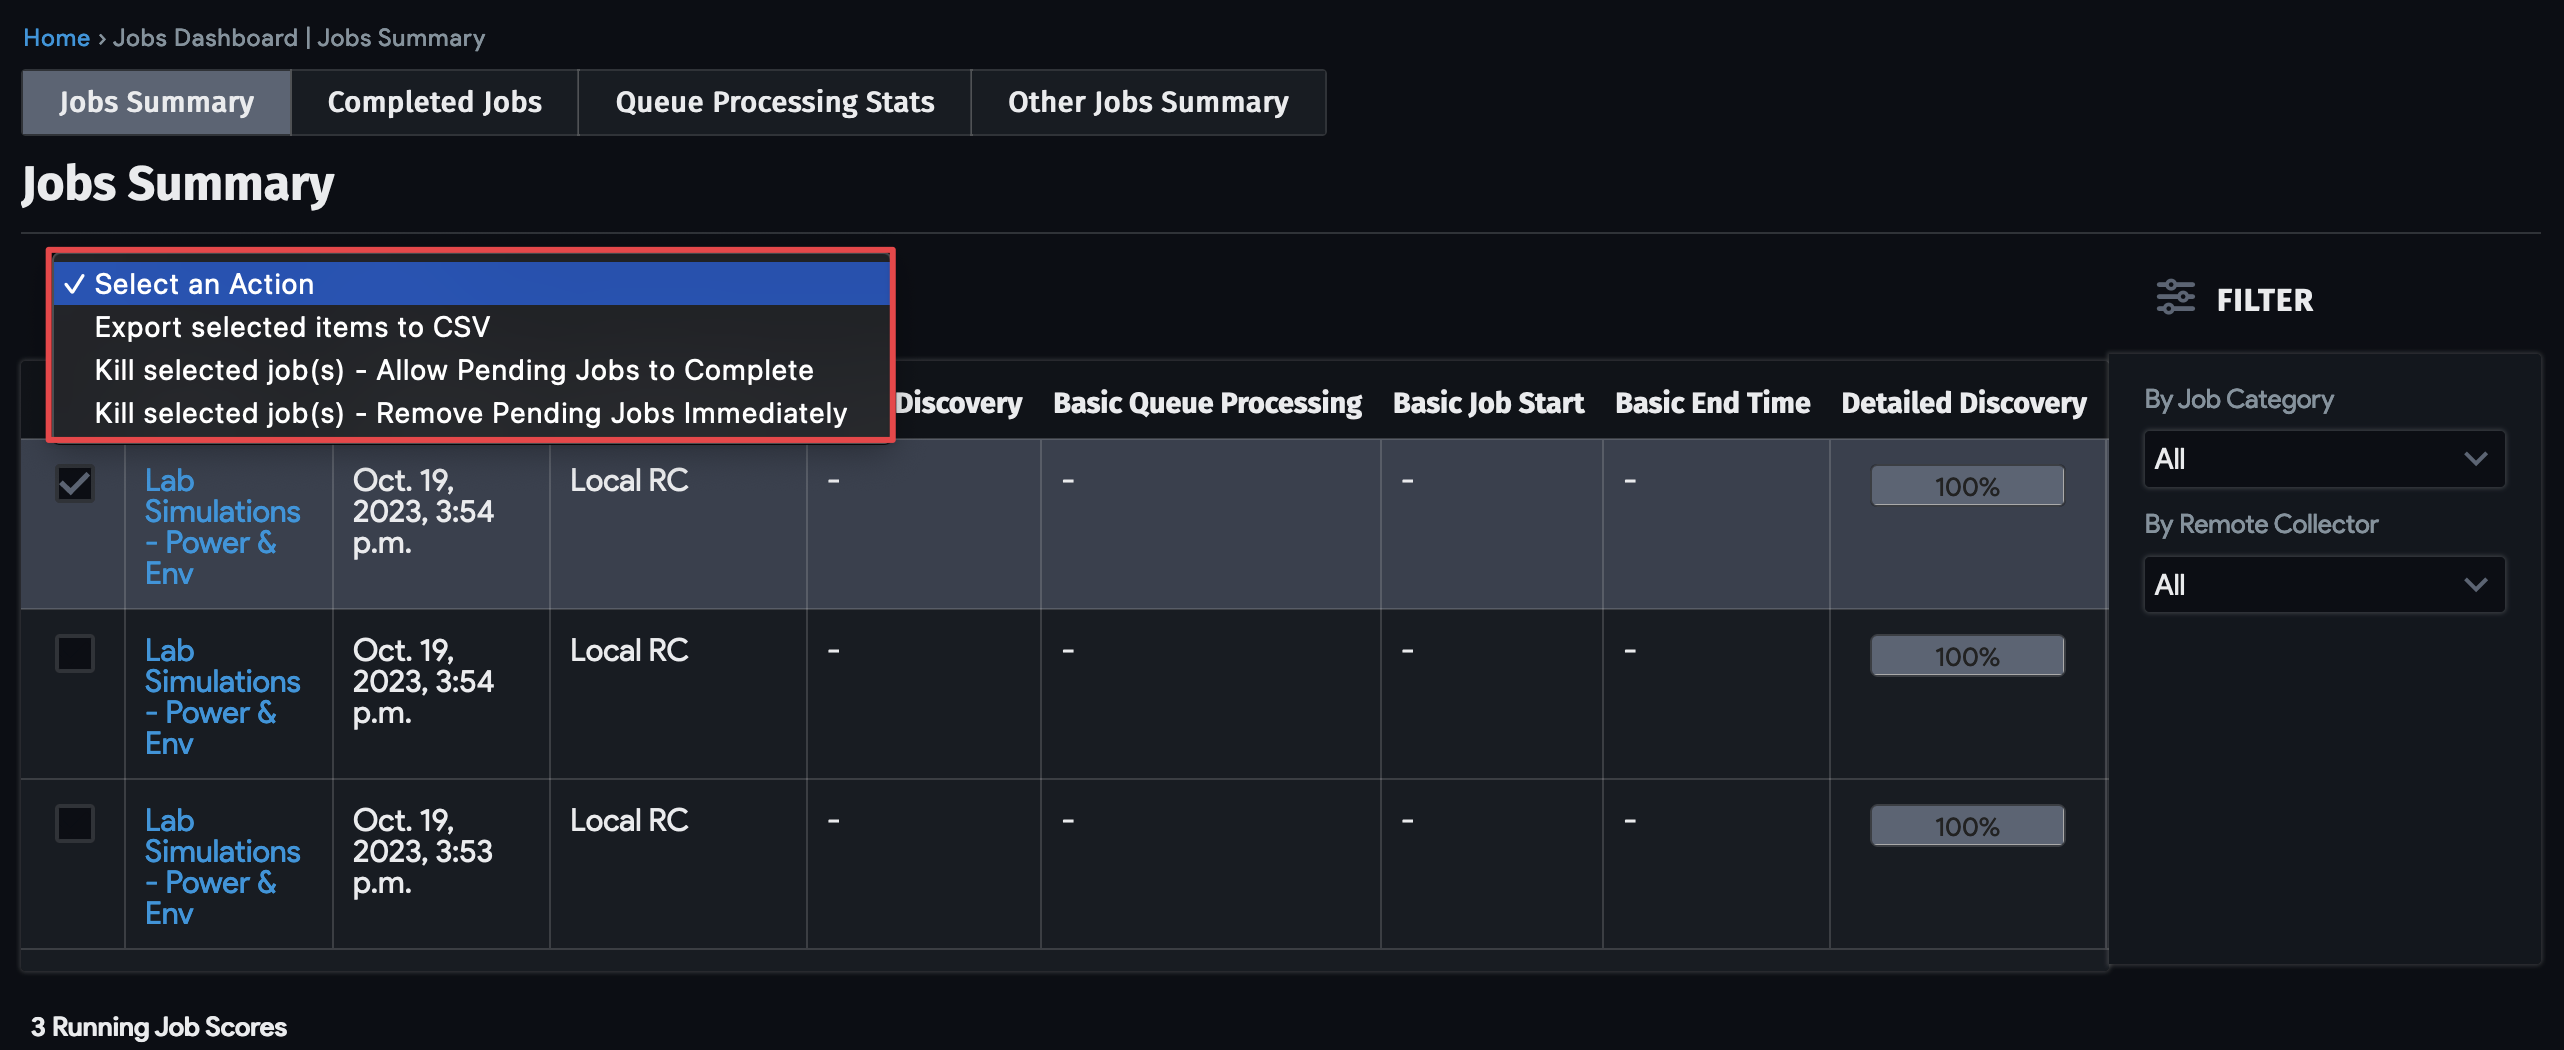 Home › Jobs Dashboard | Jobs Summary
Jobs Summary
Completed Jobs
Queue Processing Stats
Other Jobs Summary
Jobs Summary
✓ Select an Action
Export selected items to CSV
Kill selected job(s) - Allow Pending Jobs to Complete
Kill selected job(s) - Remove Pending Jobs Immediately
FILTER
Discovery
Basic Queue Processing
Basic Job Start
Basic End Time
Detailed Discovery
Lab
Simulations
- Power &
Env
Oct. 19,
2023, 3:54
p.m.
Local RC
-
-
-
-
100%
Lab
Simulations
- Power &
Env
Oct. 19,
2023, 3:54
p.m.
Local RC
-
-
-
-
100%
Lab
Simulations
- Power &
Env
Oct. 19,
2023, 3:53
p.m.
Local RC
-
-
-
-
100%
By Job Category
All
By Remote Collector
All
3 Running Job Scores